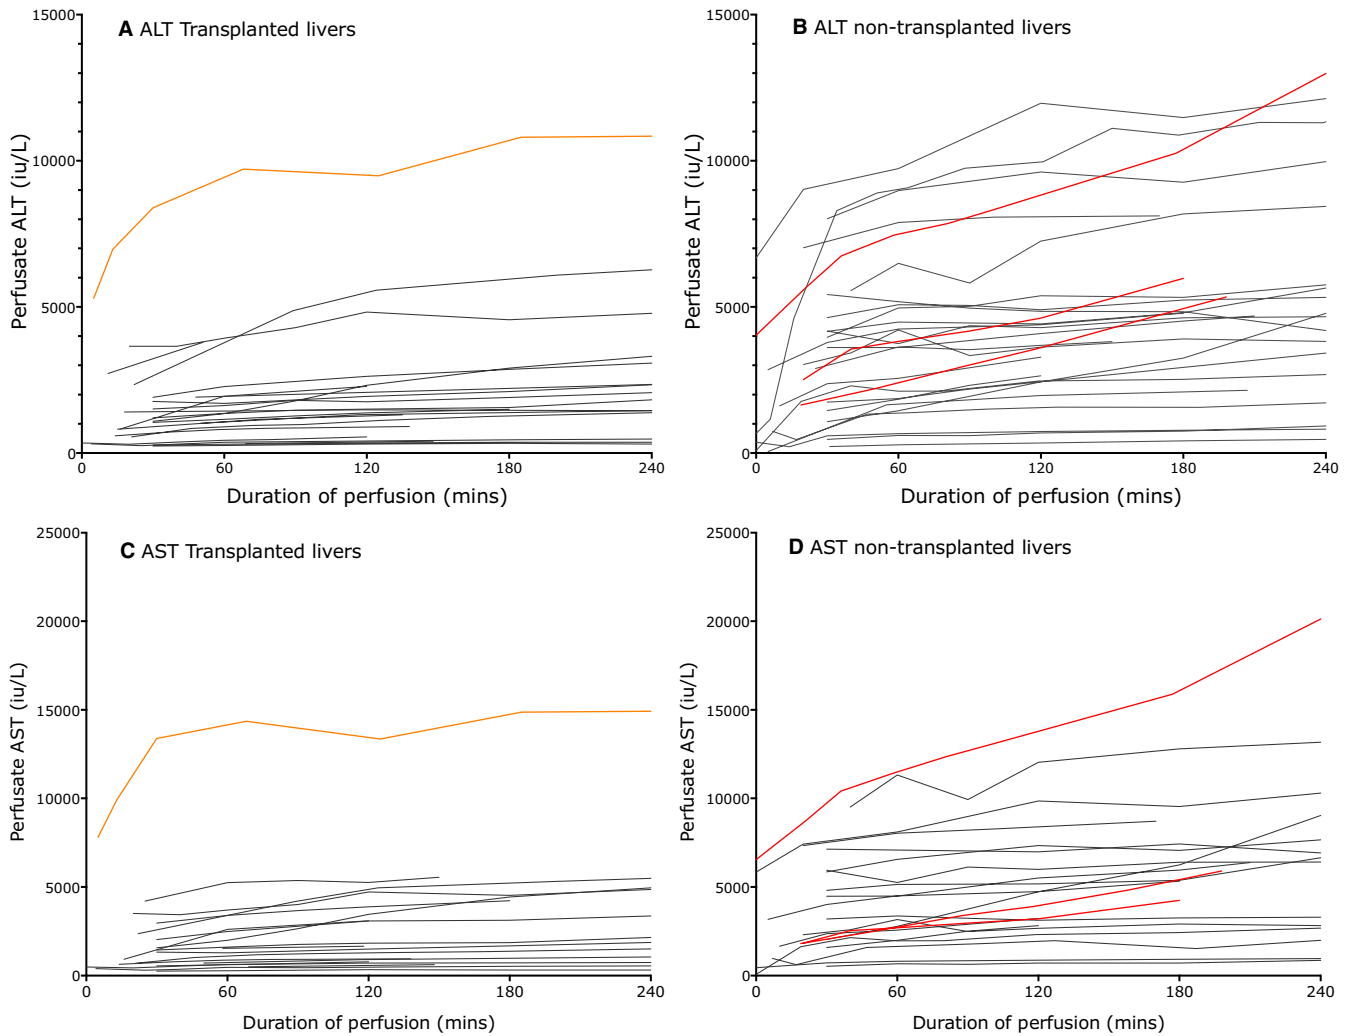 A ALT Transplanted livers
15000
10000
5000
0
Perfusate ALT (iu/L)
0 60 120 180 240
Duration of perfusion (mins)
B ALT non-transplanted livers
15000
10000
5000
0
Perfusate ALT (iu/L)
0 60 120 180 240
Duration of perfusion (mins)
C AST Transplanted livers
25000
20000
15000
10000
5000
0
Perfusate AST (iu/L)
0 60 120 180 240
Duration of perfusion (mins)
D AST non-transplanted livers
25000
20000
15000
10000
5000
0
Perfusate AST (iu/L)
0 60 120 180 240
Duration of perfusion (mins)